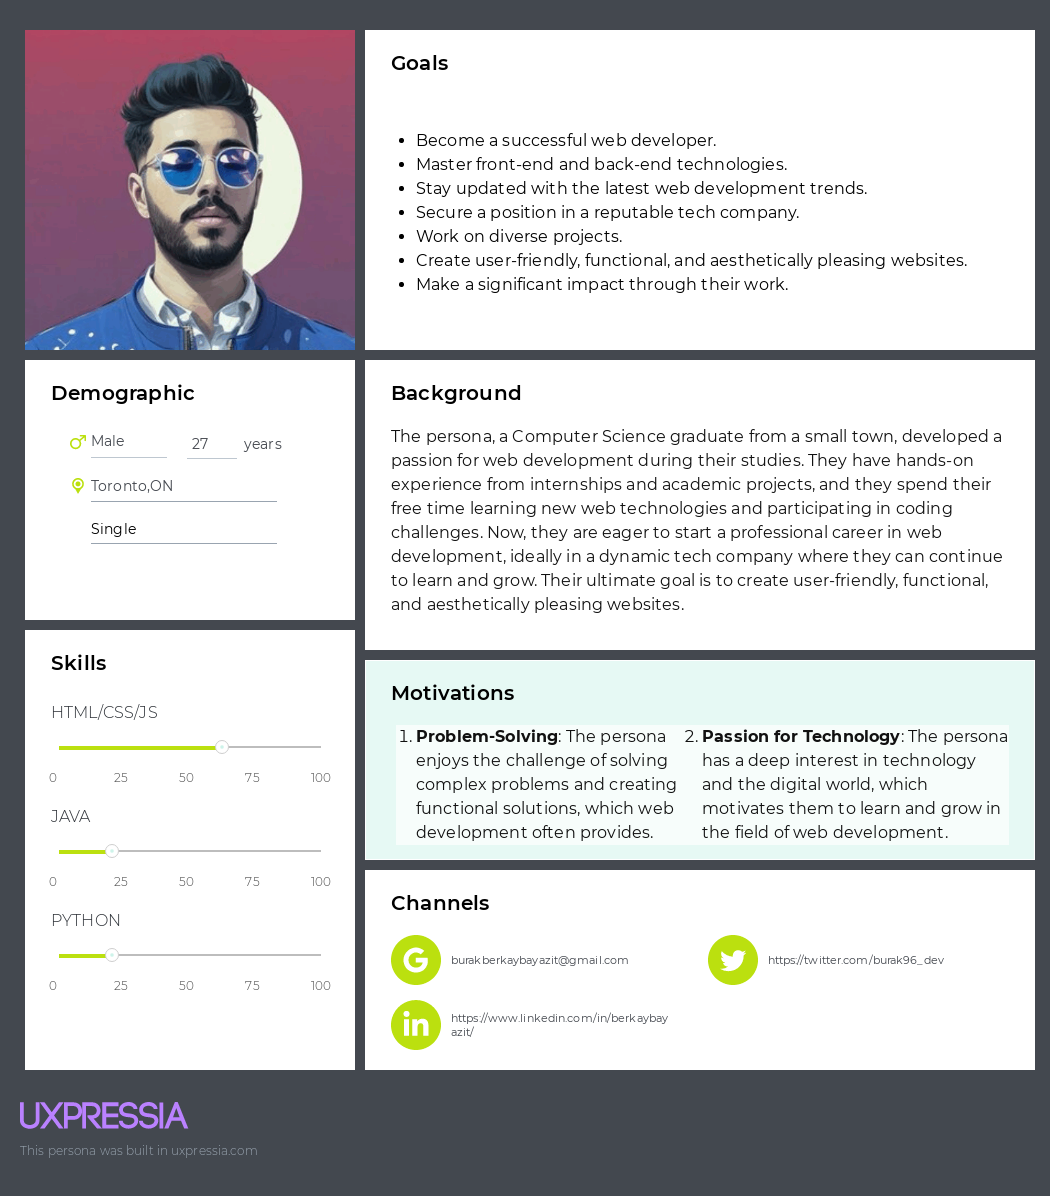 Goals
Become a successful web developer.
Master front-end and back-end technologies.
Stay updated with the latest web development trends.
Secure a position in a reputable tech company.
Work on diverse projects.
Create user-friendly, functional, and aesthetically pleasing websites.
Make a significant impact through their work.
Demographic
Male
27 years
Toronto,ON
Single
Background
The persona, a Computer Science graduate from a small town, developed a
passion for web development during their studies. They have hands-on
experience from internships and academic projects, and they spend their
free time learning new web technologies and participating in coding
challenges. Now, they are eager to start a professional career in web
development, ideally in a dynamic tech company where they can continue
to learn and grow. Their ultimate goal is to create user-friendly, functional,
and aesthetically pleasing websites.
Skills
HTML/CSS/JS
0 25 50 75 100
JAVA
0 25 50 75 100
PYTHON
0 25 50 75 100
Motivations
1. Problem-Solving: The persona
enjoys the challenge of solving
complex problems and creating
functional solutions, which web
development often provides.
2. Passion for Technology: The persona
has a deep interest in technology
and the digital world, which
motivates them to learn and grow in
the field of web development.
Channels
burakberkaybayazit@gmail.com
https://twitter.com/burak96_dev
https://www.linkedin.com/in/berkaybay
azit/
UXPRESSIA
This persona was built in uxpressia.com